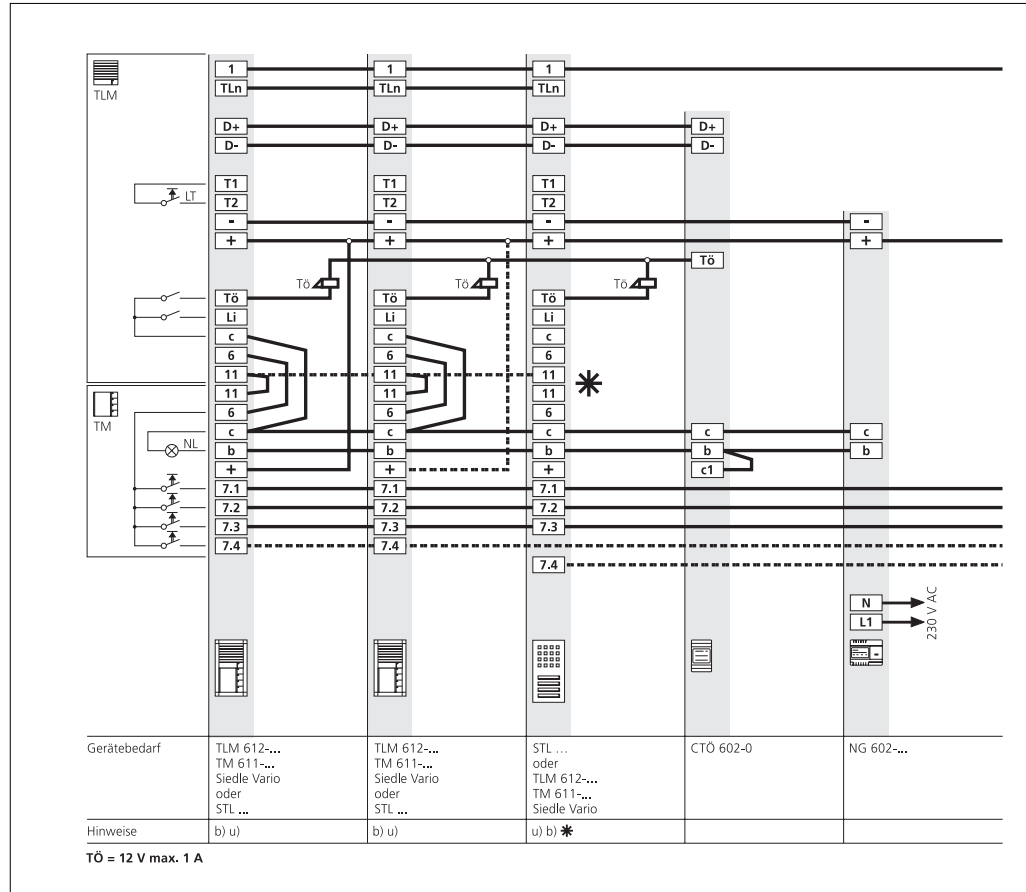 1 1 1
TLM TLn TLn TLn
D+ D+ D+ D+
D- D- D- D-
T1 T1 T1
LT T2 T2 T2
- - - -
+ + + +
Tö
Tö Tö Tö
Tö Tö Tö
Li Li Li
c c c
6 6 6
11 11 11
11 11 11
TM 6 6 6
c c c c c
NL b b b b b
+ + + c1
7.1 7.1 7.1
7.2 7.2 7.2
7.3 7.3 7.3
7.4 7.4
7.4
N
L1
230 V AC
Gerätebedarf
TLM 612-...
TM 611-...
Siedle Vario
oder
STL ...
TLM 612-...
TM 611-...
Siedle Vario
oder
STL ...
STL ...
oder
TLM 612-...
TM 611-...
Siedle Vario
CTÖ 602-0
NG 602-...
Hinweise
b) u)
b) u)
u) b) ✱
TÖ = 12 V max. 1 A